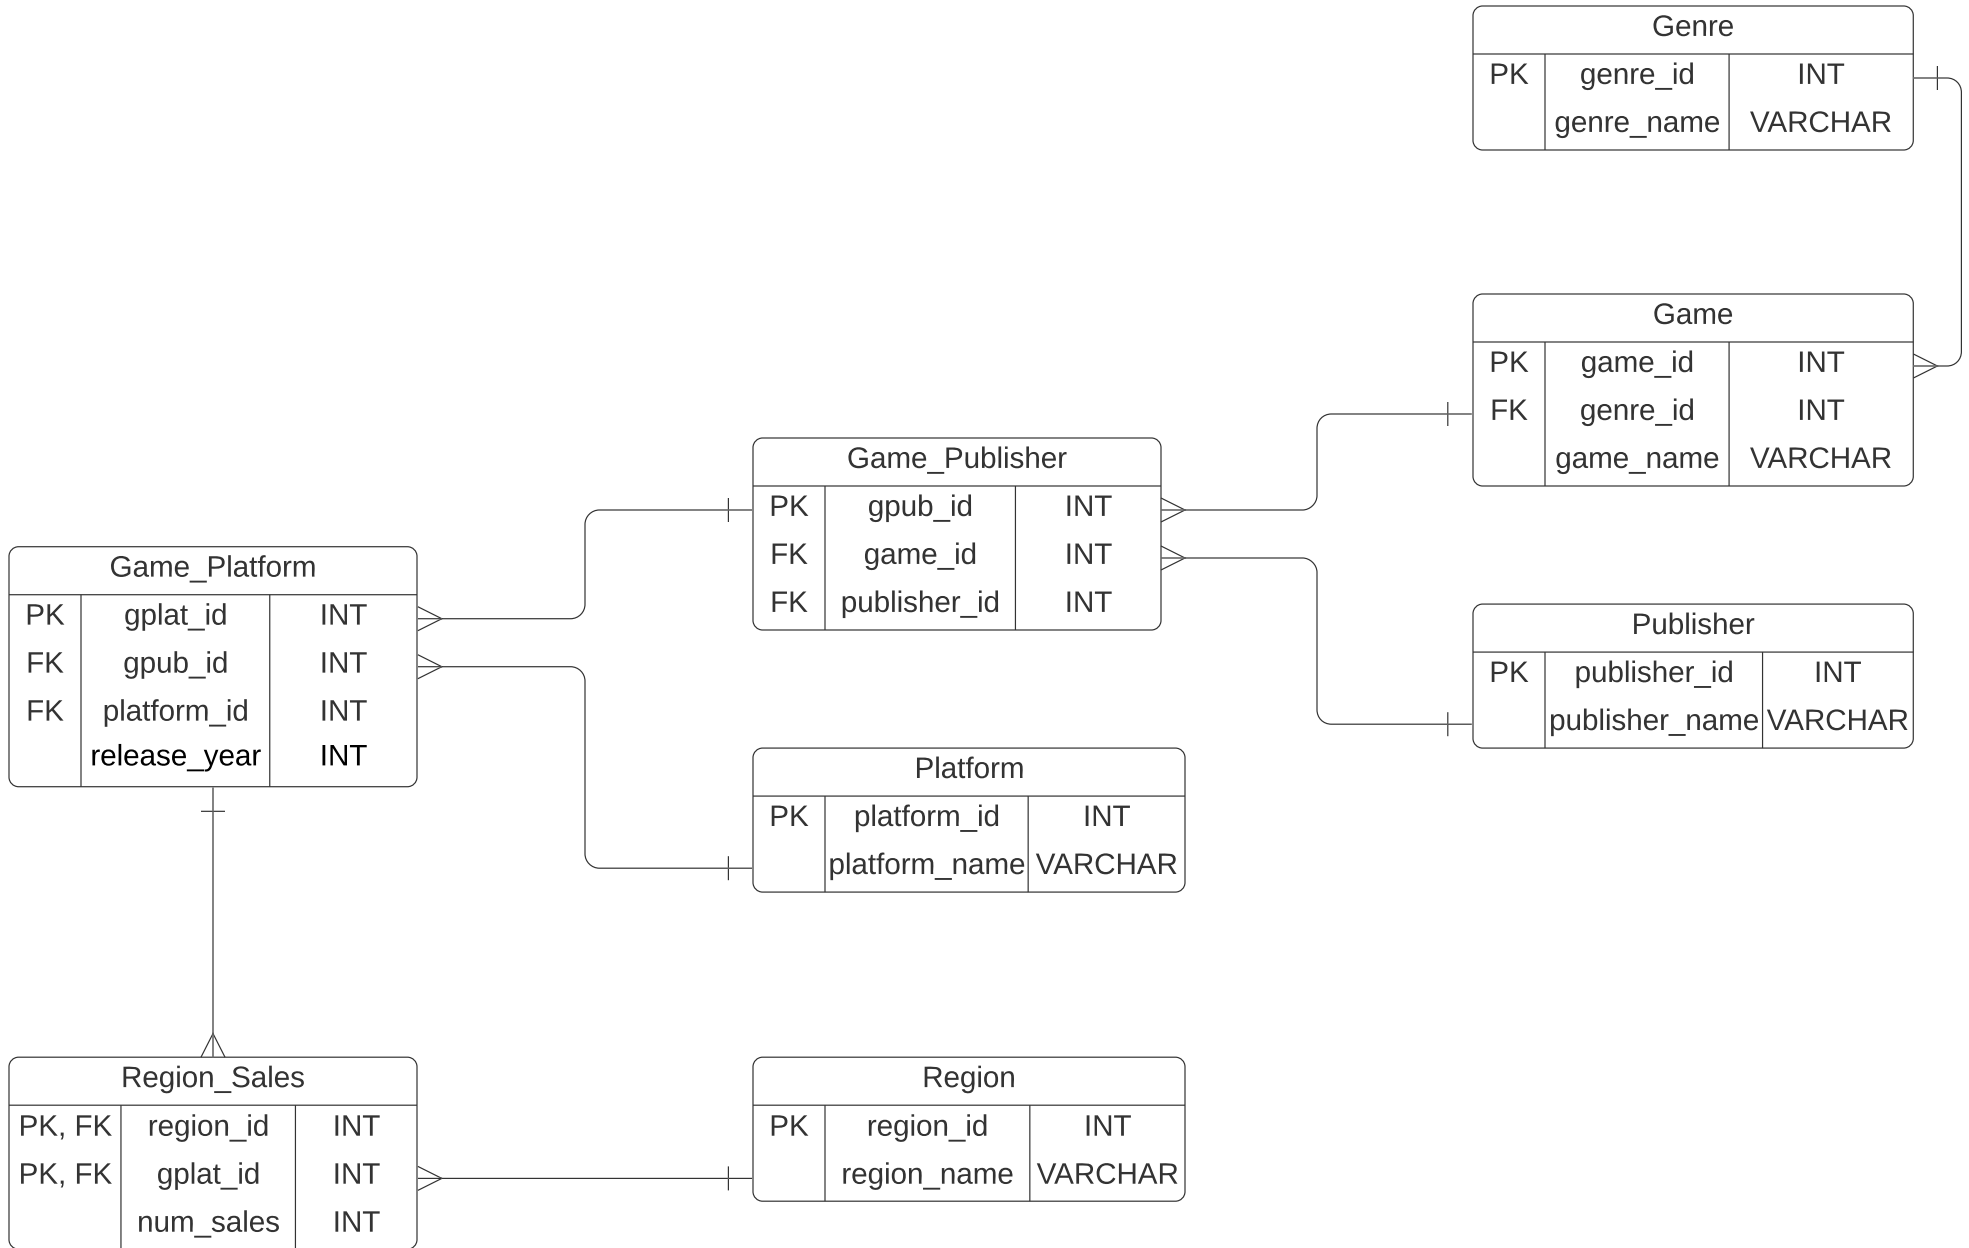 Genre
PK genre_id INT
genre_name VARCHAR
Game
PK game_id INT
FK genre_id INT
game_name VARCHAR
Game_Publisher
PK gpub_id INT
FK game_id INT
FK publisher_id INT
Game_Platform
PK gplat_id INT
FK gpub_id INT
FK platform_id INT
release_year INT
Publisher
PK publisher_id INT
publisher_name VARCHAR
Platform
PK platform_id INT
platform_name VARCHAR
Region_Sales
PK, FK region_id INT
PK, FK gplat_id INT
num_sales INT
Region
PK region_id INT
region_name VARCHAR